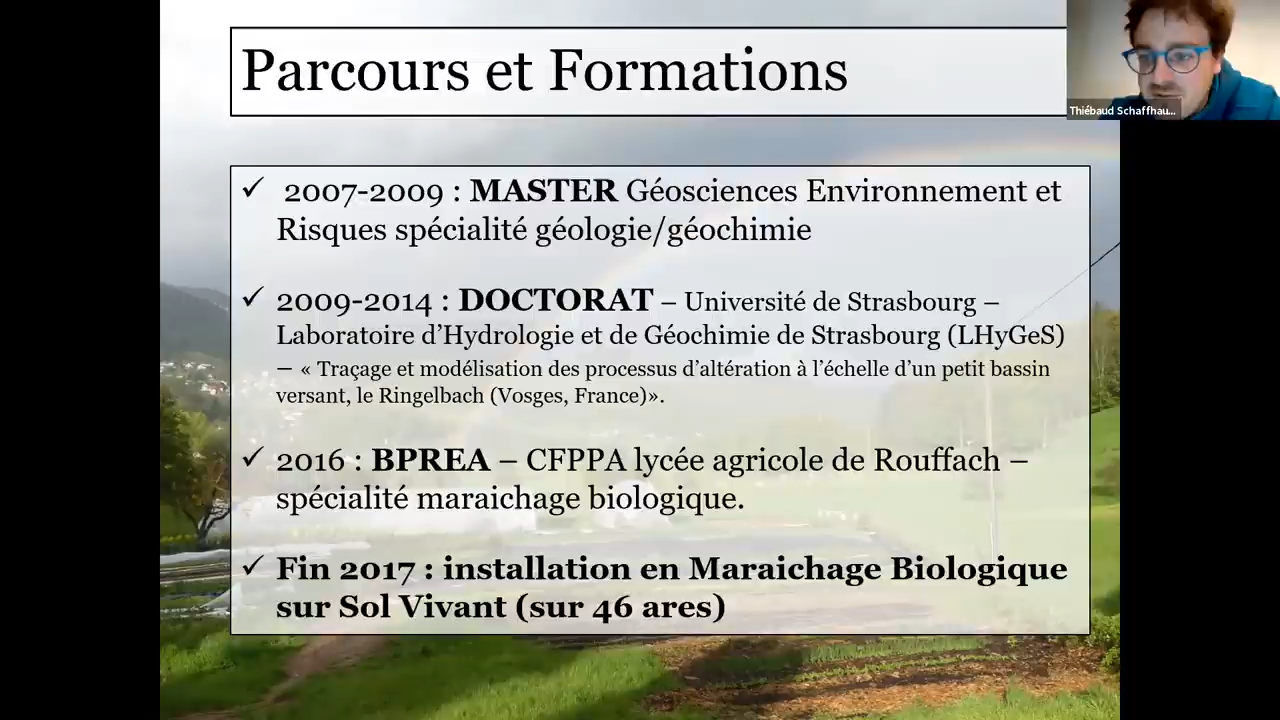 Parcours et Formations
Thiébaud Schaffhau...
✓ 2007-2009 : MASTER Géosciences Environnement et
Risques spécialité géologie/géochimie
✓ 2009-2014 : DOCTORAT – Université de Strasbourg –
Laboratoire d’Hydrologie et de Géochimie de Strasbourg (LHyGeS)
– « Traçage et modélisation des processus d’altération à l’échelle d’un petit bassin
versant, le Ringelbach (Vosges, France)».
✓ 2016 : BPREA – CFPPA lycée agricole de Rouffach –
spécialité maraichage biologique.
✓ Fin 2017 : installation en Maraichage Biologique
sur Sol Vivant (sur 46 ares)